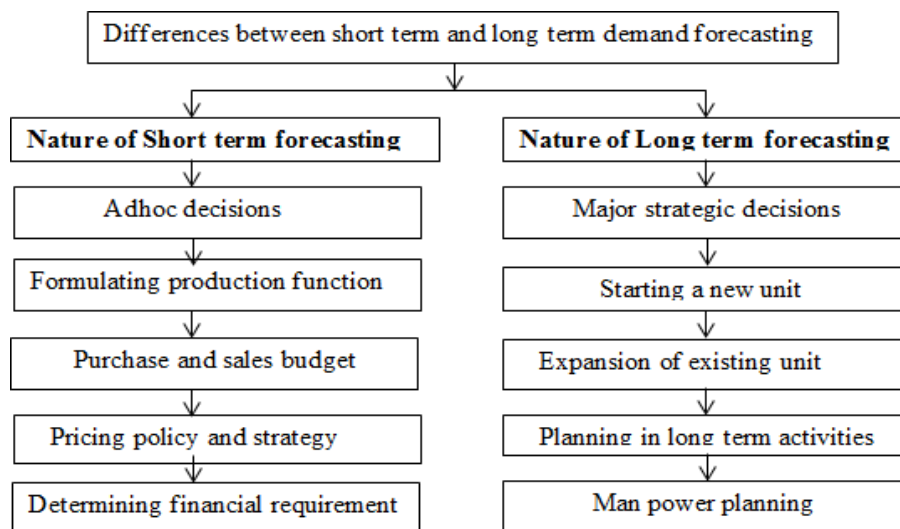 Differences between short term and long term demand forecasting
Nature of Short term forecasting
Nature of Long term forecasting
Adhoc decisions
Major strategic decisions
Formulating production function
Starting a new unit
Purchase and sales budget
Expansion of existing unit
Pricing policy and strategy
Planning in long term activities
Determining financial requirement
Man power planning